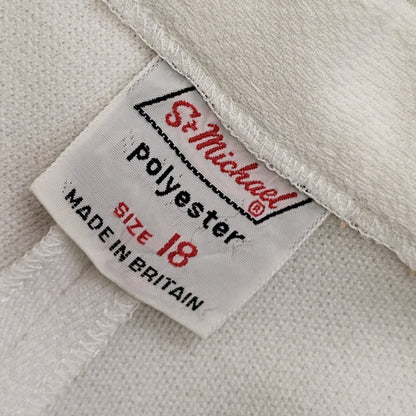 St Michael®
polyester
SIZE 18
MADE IN BRITAIN